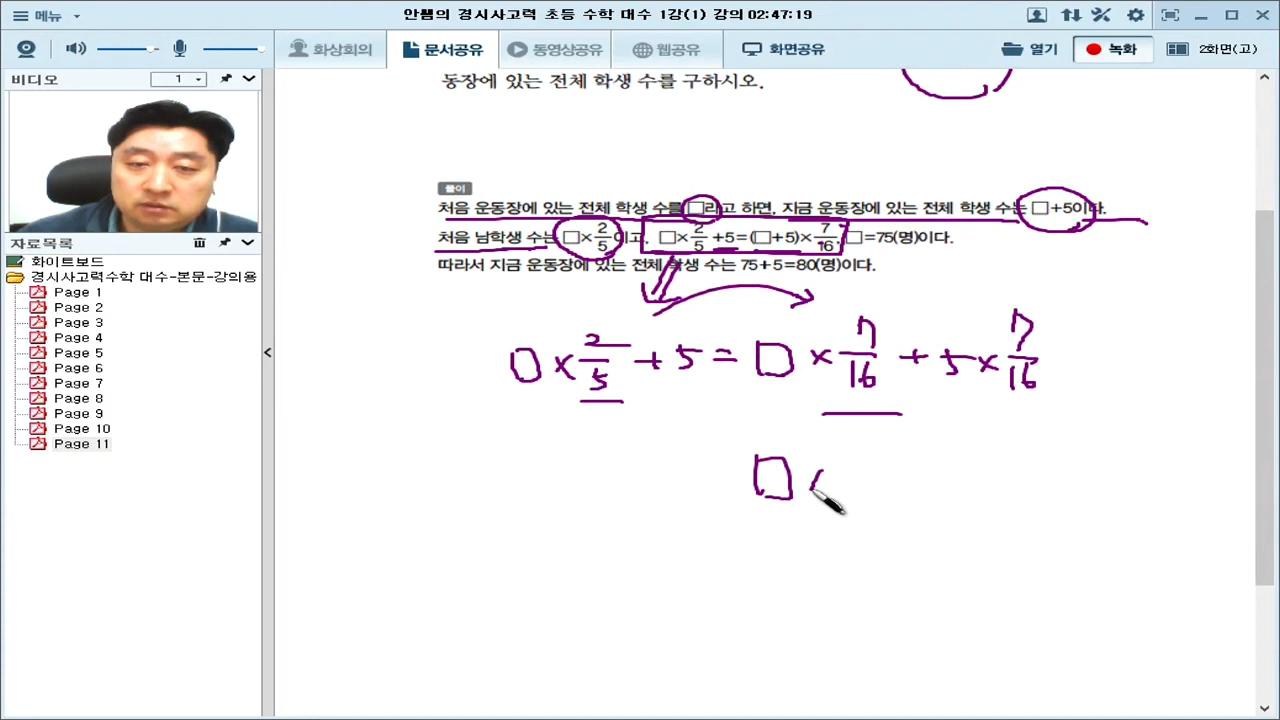 메뉴 안쌤의 경시사고력 초등 수학 대수 1강(1) 강의 02:47:19
화상회의 문서공유 동영상공유 웹공유 화면공유 열기 녹화 2화면(고)
비디오 1
자료목록
화이트보드
경시사고력수학 대수-본문-강의용
Page 1
Page 2
Page 3
Page 4
Page 5
Page 6
Page 7
Page 8
Page 9
Page 10
Page 11
동장에 있는 전체 학생 수를 구하시오.
풀이
처음 운동장에 있는 전체 학생 수를 □라고 하면, 지금 운동장에 있는 전체 학생 수는 □+5이다.
처음 남학생 수는 □×2/5이고, □×2/5+5=(□+5)×7/16, □=75(명)이다.
따라서 지금 운동장에 있는 전체 학생 수는 75+5=80(명)이다.
□×2/5+5=□×7/16+5×7/16
□